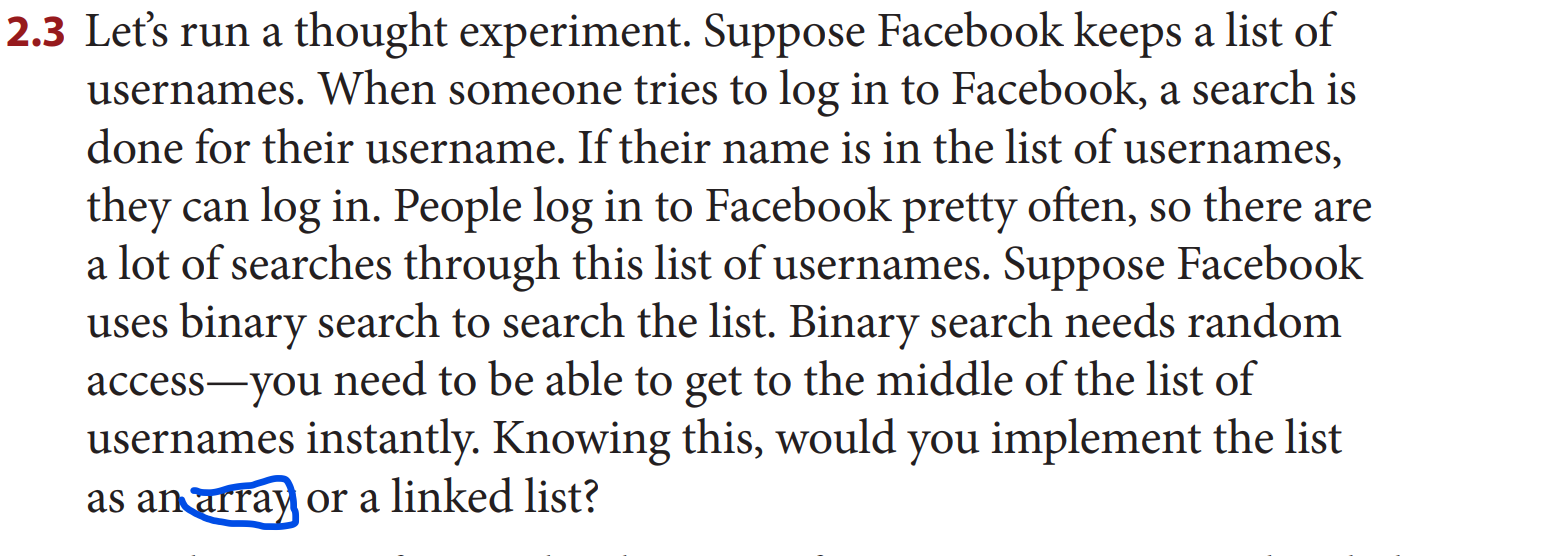 2.3 Let’s run a thought experiment. Suppose Facebook keeps a list of
usernames. When someone tries to log in to Facebook, a search is
done for their username. If their name is in the list of usernames,
they can log in. People log in to Facebook pretty often, so there are
a lot of searches through this list of usernames. Suppose Facebook
uses binary search to search the list. Binary search needs random
access—you need to be able to get to the middle of the list of
usernames instantly. Knowing this, would you implement the list
as an array or a linked list?